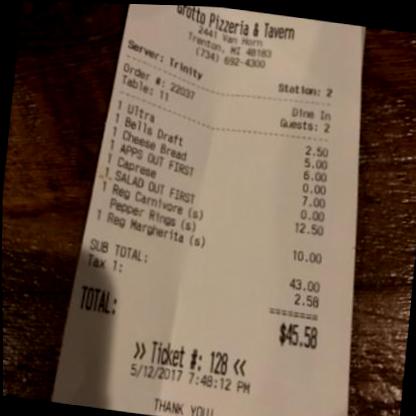 Grotto Pizzeria & Tavern
2441 Van Horn
Trenton, MI 48183
(734) 692-4300
Server: Trinity Station: 2
Order #: 22037 Dine In
Table: 11 Guests: 2
1 Ultra 2.50
1 Bells Draft 5.00
1 Cheese Bread 6.00
1 APPS OUT FIRST 0.00
1 Caprese 7.00
1 SALAD OUT FIRST 0.00
1 Reg Carnivore (s) 12.50
Pepper Rings (s)
1 Reg Margherita (s) 10.00
SUB TOTAL: 43.00
Tax 1: 2.58
========
TOTAL: $45.58
>> Ticket #: 128 <<
5/12/2017 7:48:12 PM
THANK YOU!